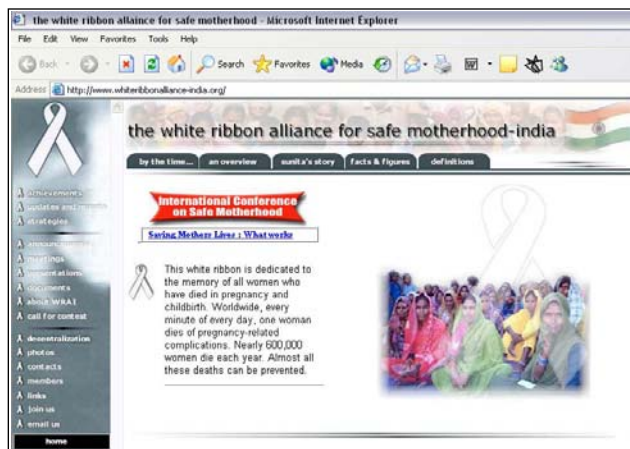 the white ribbon allaince for safe motherhood - Microsoft Internet Explorer
File Edit View Favorites Tools Help
Back Search Favorites Media
Address http://www.whiteribbonalliance-india.org/
the white ribbon alliance for safe motherhood-india
by the time... an overview sunita's story facts & figures definitions
achievements
updates and
strategies
meetings
presentations
documents
about WRAI
call for contest
decentralization
photos
contacts
members
links
join us
email us
home
International Conference
on Safe Motherhood
Saving Mothers Lives : What works
This white ribbon is dedicated to
the memory of all women who
have died in pregnancy and
childbirth. Worldwide, every
minute of every day, one woman
dies of pregnancy-related
complications. Nearly 600,000
women die each year. Almost all
these deaths can be prevented.